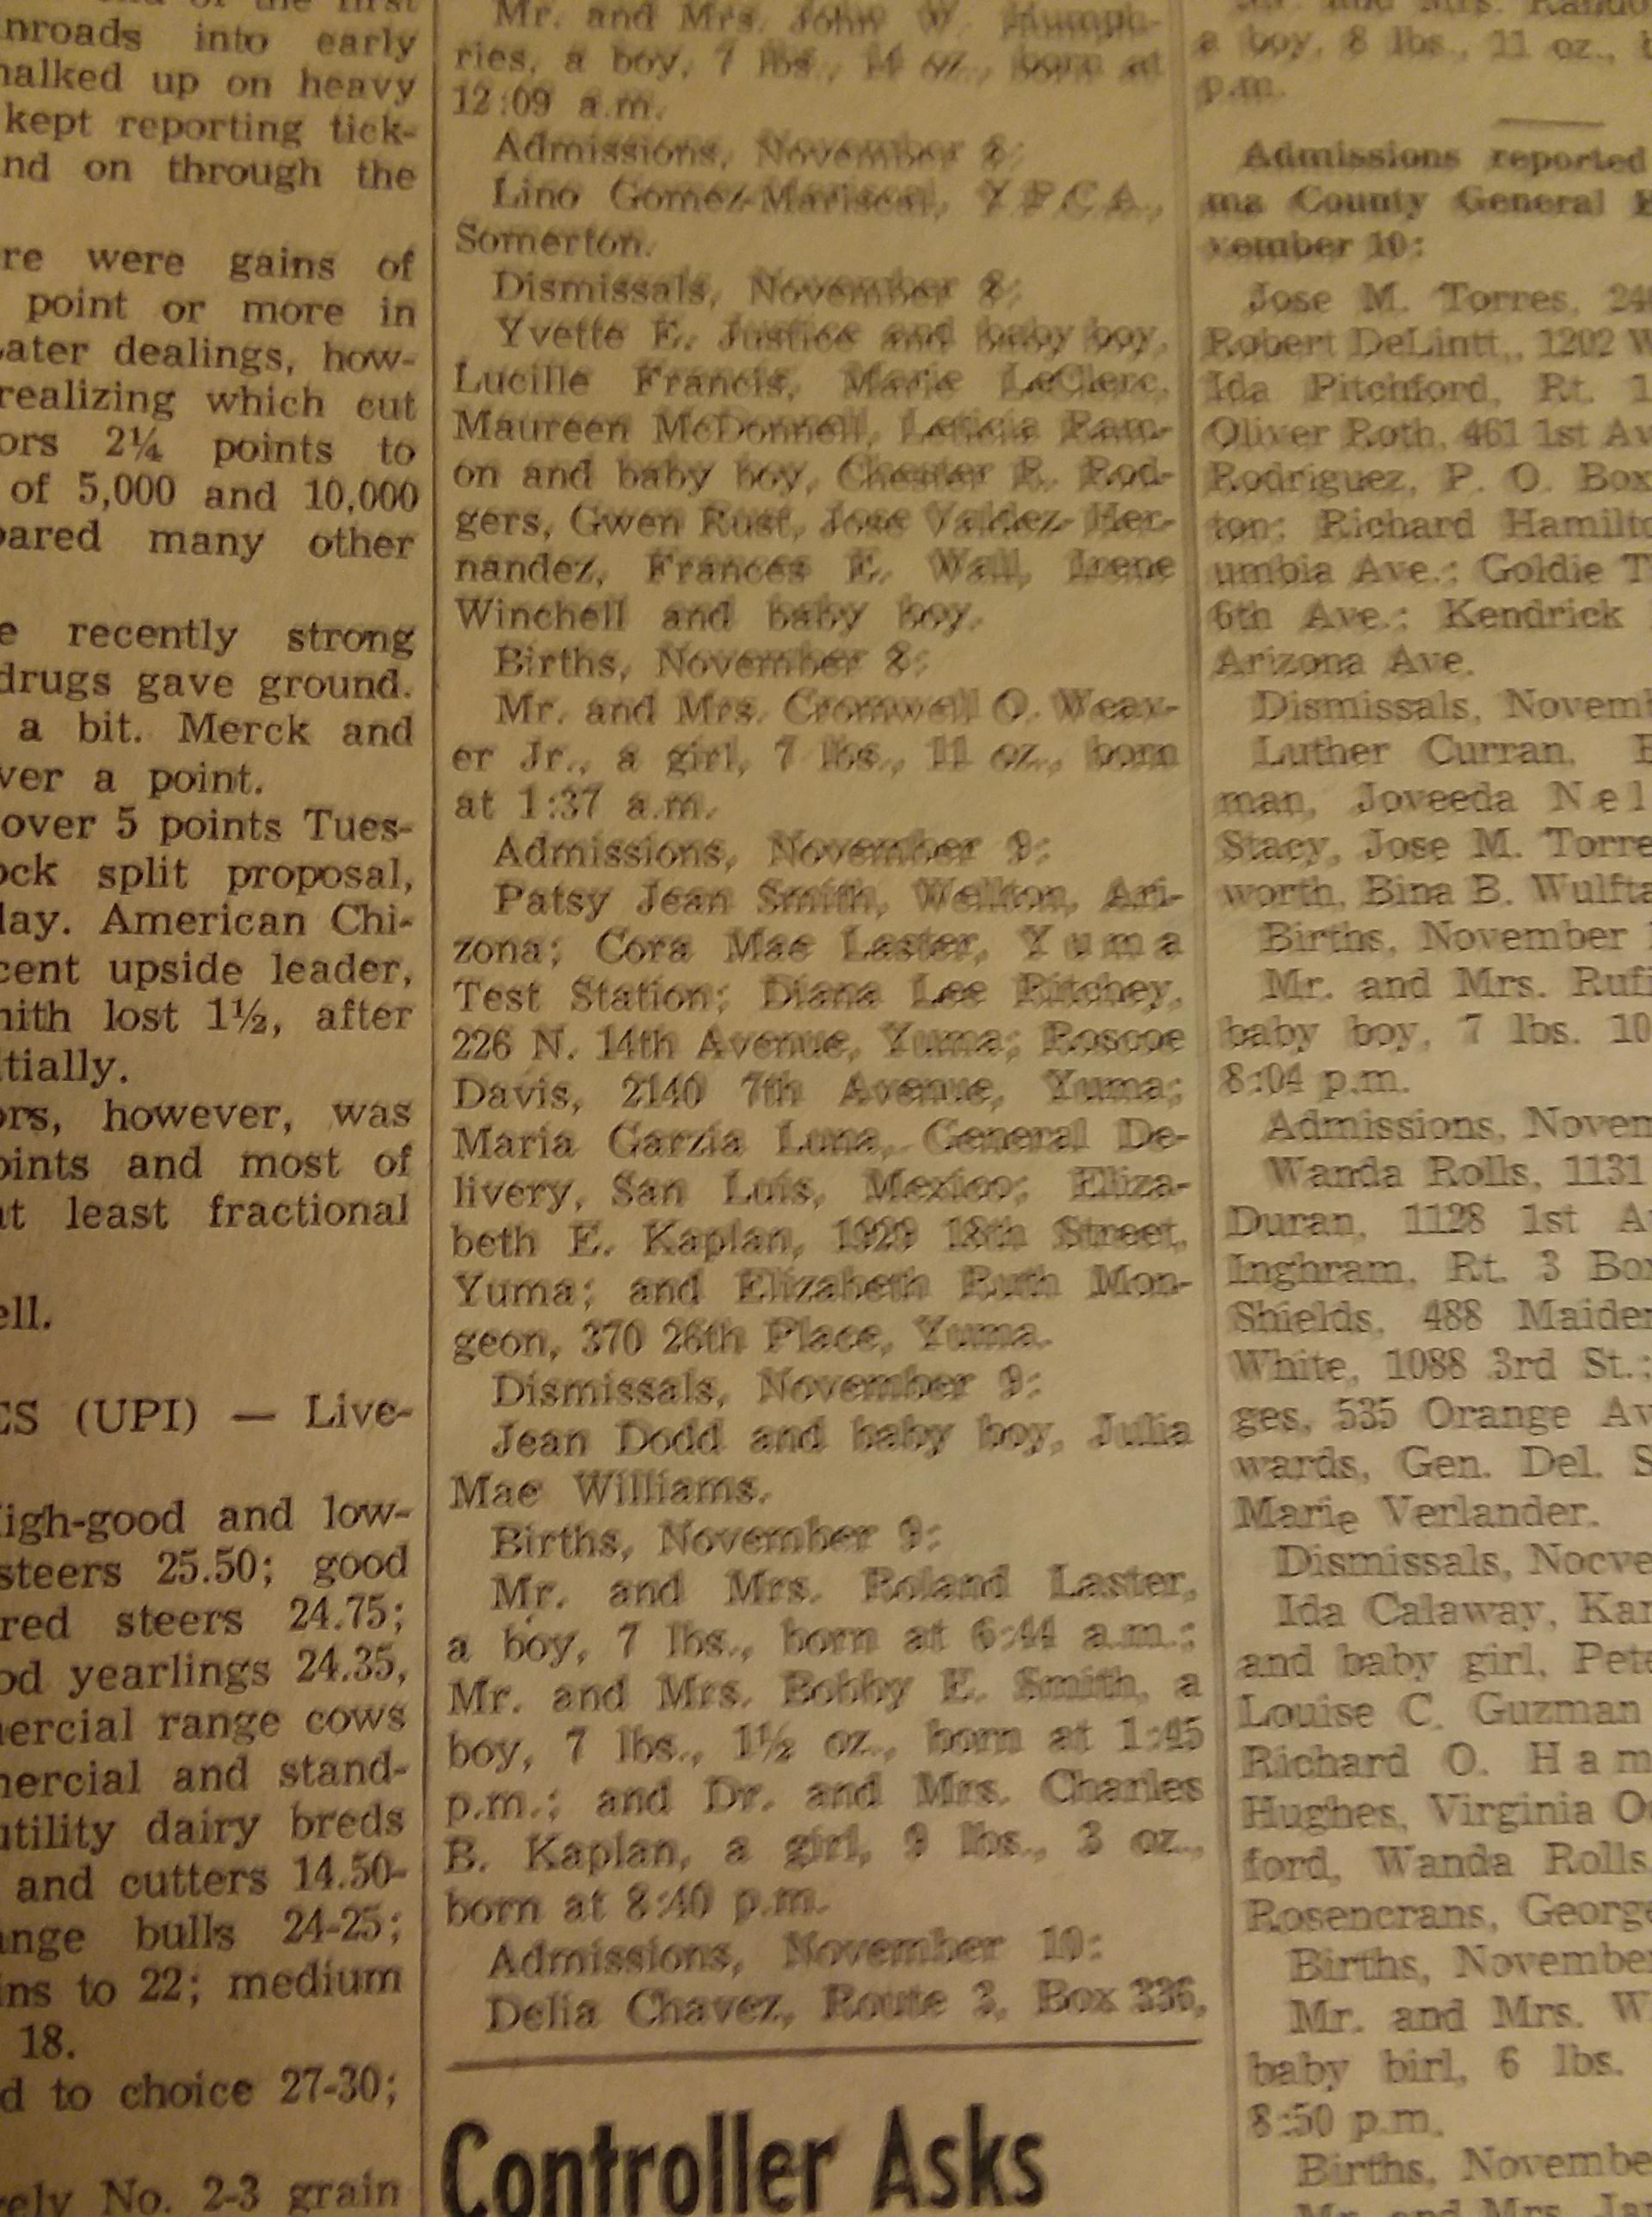 nroads into early
halked up on heavy
kept reporting tick-
nd on through the
re were gains of
point or more in
Later dealings, how-
realizing which cut
ors 2¼ points to
of 5,000 and 10,000
pared many other
e recently strong
drugs gave ground.
a bit. Merck and
ver a point.
over 5 points Tues-
ock split proposal,
day. American Chi-
cent upside leader,
nith lost 1½, after
itially.
ors, however, was
oints and most of
at least fractional
ell.
ES (UPI) — Live-
High-good and low-
steers 25.50; good
red steers 24.75;
od yearlings 24.35,
mercial range cows
mercial and stand-
utility dairy breds
and cutters 14.50-
ange bulls 24-25;
ins to 22; medium
18.
d to choice 27-30;
rely No. 2-3 grain
Mr. and Mrs. John W. Humph-
ries, a boy, 7 lbs., 14 oz., born at
12:09 a.m.
Admissions, November 8:
Lino Gomez-Mariscal, Y.P.C.A.,
Somerton.
Dismissals, November 8:
Yvette E. Justice and baby boy,
Lucille Francis, Marie LeClerc,
Maureen McDonnell, Leticia Ram-
on and baby boy, Chester R. Rod-
gers, Gwen Rust, Jose Valdez-Her-
nandez, Frances E. Wall, Irene
Winchell and baby boy.
Births, November 8:
Mr. and Mrs. Cromwell O. Weav-
er Jr., a girl, 7 lbs., 11 oz., born
at 1:37 a.m.
Admissions, November 9:
Patsy Jean Smith, Wellton, Ari-
zona; Cora Mae Laster, Yuma
Test Station; Diana Lee Ritchey,
226 N. 14th Avenue, Yuma; Roscoe
Davis, 2140 7th Avenue, Yuma;
Maria Garzia Luna, General De-
livery, San Luis, Mexico; Eliza-
beth E. Kaplan, 1929 18th Street,
Yuma; and Elizabeth Ruth Mon-
geon, 370 26th Place, Yuma.
Dismissals, November 9:
Jean Dodd and baby boy, Julia
Mae Williams.
Births, November 9:
Mr. and Mrs. Roland Laster,
a boy, 7 lbs., born at 6:44 a.m.;
Mr. and Mrs. Bobby E. Smith, a
boy, 7 lbs., 1½ oz., born at 1:45
p.m.; and Dr. and Mrs. Charles
B. Kaplan, a girl, 9 lbs., 3 oz.,
born at 8:40 p.m.
Admissions, November 10:
Delia Chavez, Route 3, Box 336,
Controller Asks
a boy, 8 lbs., 11 oz.,
p.m.
Admissions reported
ma County General
vember 10:
Jose M. Torres,
Robert DeLintt,, 1202 W
Ida Pitchford, Rt. 1
Oliver Roth, 461 1st Av
Rodriguez, P. O. Box
ton; Richard Hamilt
umbia Ave.; Goldie T
6th Ave.; Kendrick
Arizona Ave.
Dismissals, Novem
Luther Curran,
man, Joveeda Nel
Stacy, Jose M. Torre
worth, Bina B. Wulfta
Births, November
Mr. and Mrs. Rufi
baby boy, 7 lbs. 10
8:04 p.m.
Admissions, Novem
Wanda Rolls, 1131
Duran, 1128 1st A
Inghram, Rt. 3 Bo
Shields, 488 Maiden
White, 1088 3rd St.;
ges, 535 Orange Av
wards, Gen. Del. S
Marie Verlander.
Dismissals, Nocve
Ida Calaway, Kar
and baby girl, Pete
Louise C. Guzman
Richard O. Ham
Hughes, Virginia O
ford, Wanda Rolls
Rosencrans, George
Births, November
Mr. and Mrs. W
baby birl, 6 lbs.
8:50 p.m.
Births, Novembe